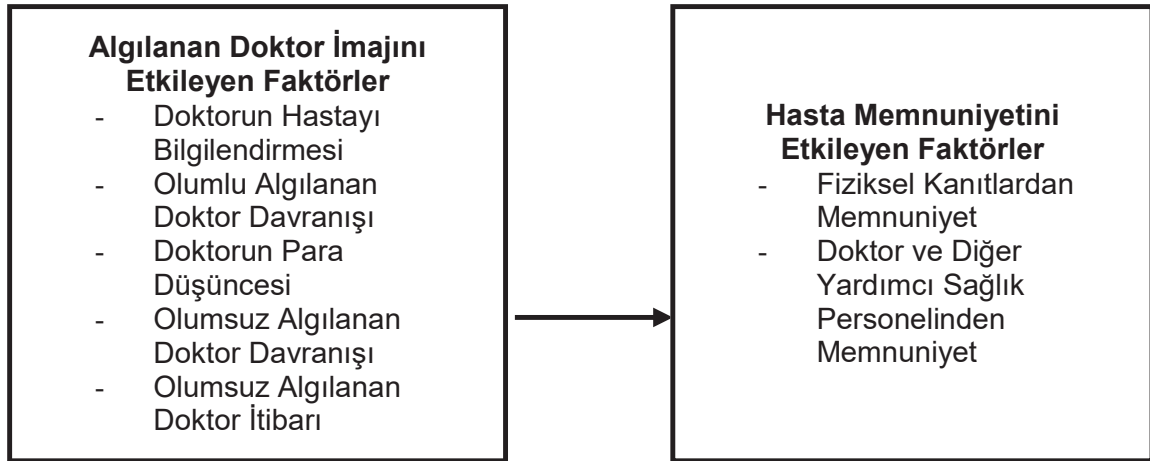 Algılanan Doktor İmajını
Etkileyen Faktörler
- Doktorun Hastayı
Bilgilendirmesi
- Olumlu Algılanan
Doktor Davranışı
- Doktorun Para
Düşüncesi
- Olumsuz Algılanan
Doktor Davranışı
- Olumsuz Algılanan
Doktor İtibarı
Hasta Memnuniyetini
Etkileyen Faktörler
- Fiziksel Kanıtlardan
Memnuniyet
- Doktor ve Diğer
Yardımcı Sağlık
Personelinden
Memnuniyet